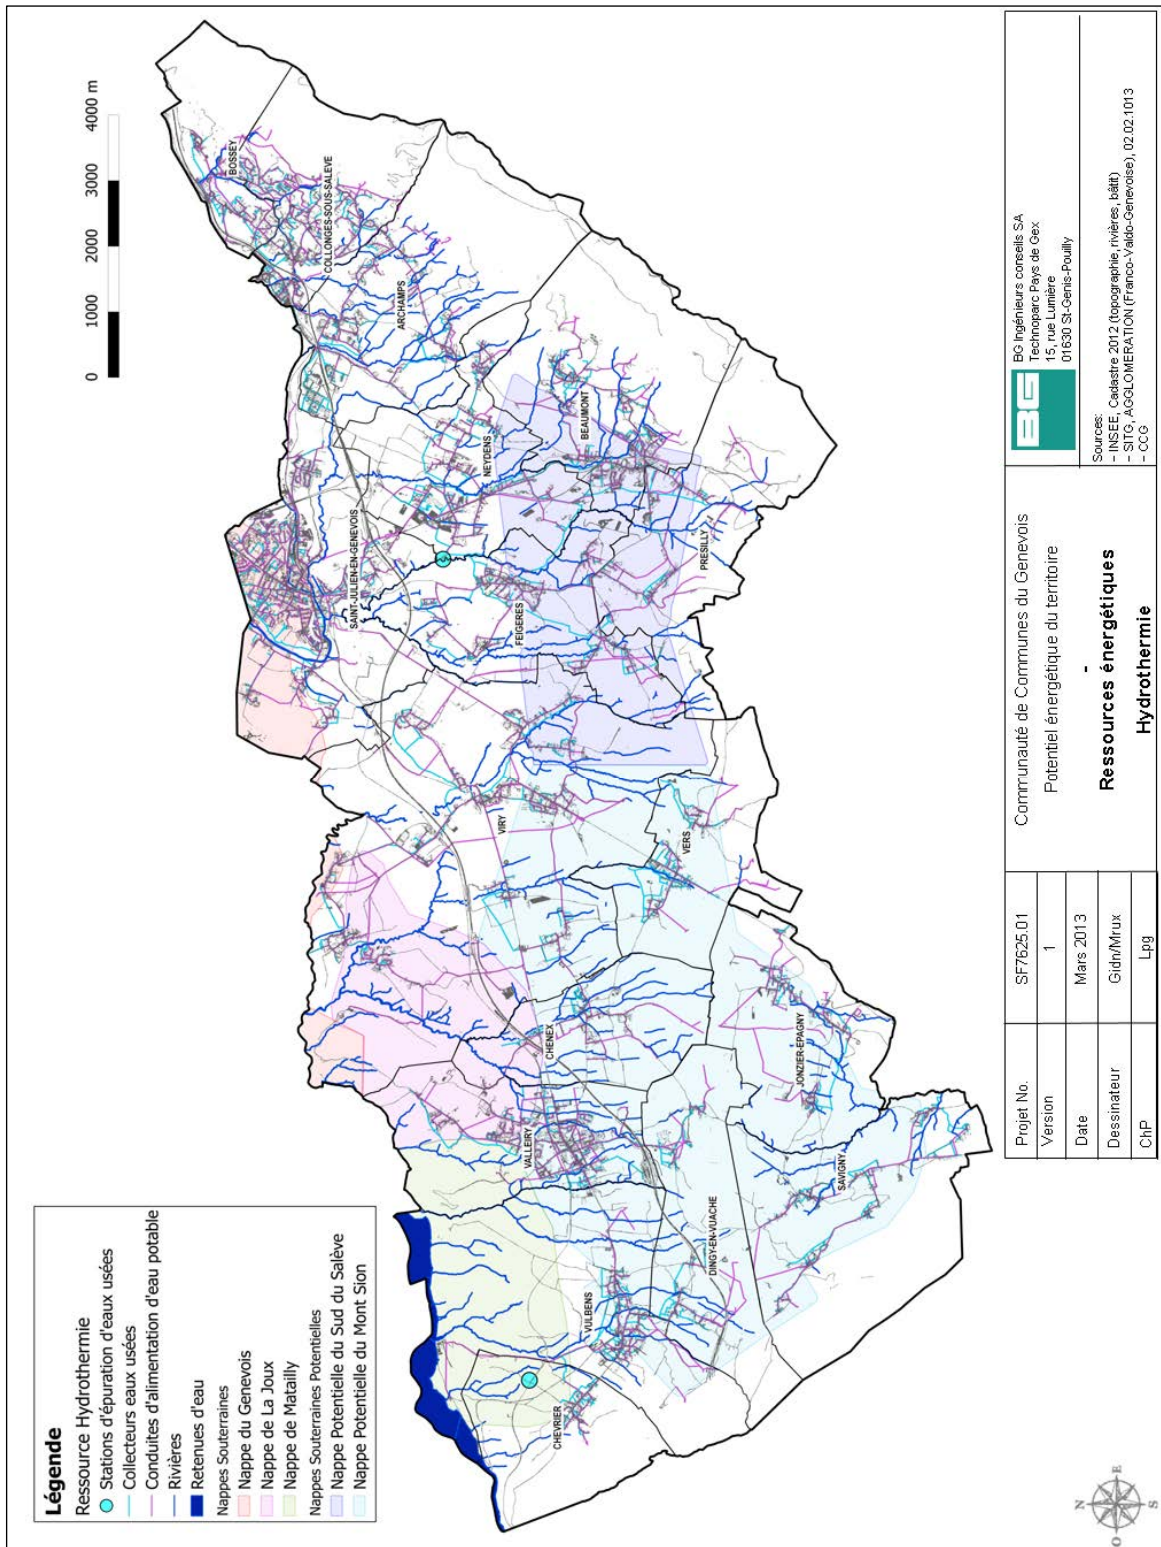 Légende
Ressource Hydrothermie
Stations d'épuration d'eaux usées
Collecteurs eaux usées
Conduites d'alimentation d'eau potable
Rivières
Retenues d'eau
Nappes Souterraines
Nappe du Genevois
Nappe de La Joux
Nappe de Matailly
Nappes Souterraines Potentielles
Nappe Potentielle du Sud du Salève
Nappe Potentielle du Mont Sion
0 1000 2000 3000 4000 m
BOSSEY
COLLONGES-SOUS-SALEVE
ARCHAMPS
SAINT-JULIEN-EN-GENEVOIS
NEYDENS
BEAUMONT
FEIGERES
PRESILLY
VIRY
VERS
CHENEX
VALLEIRY
JONZIER-EPAGNY
VULBENS
DINGY-EN-VUACHE
SAVIGNY
CHEVRIER
N
O
E
S
Projet No. SF7625.01
Version 1
Date Mars 2013
Dessinateur Gidn/Mrux
ChP Lpg
Communauté de Communes du Genevois
Potentiel énergétique du territoire
-
Ressources énergétiques
Hydrothermie
BG
BG Ingénieurs conseils SA
Technoparc Pays de Gex
15, rue Lumière
01630 St-Genis-Pouilly
Sources:
- INSEE, Cadastre 2012 (topographie, rivières, bâtit)
- SITG, AGGLOMERATION (Franco-Valdo-Genevoise), 02.02.1013
- CCG